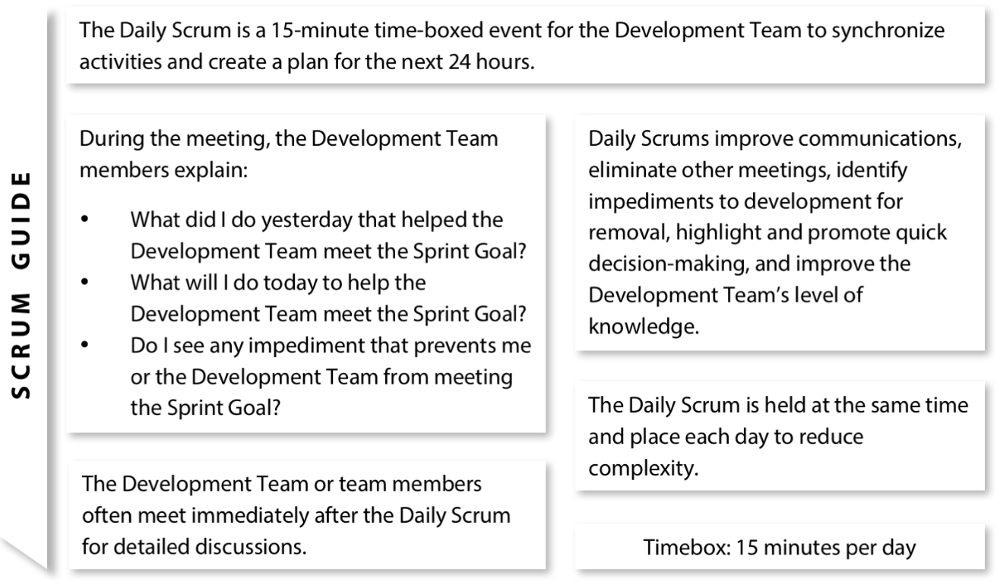 SCRUM GUIDE
The Daily Scrum is a 15-minute time-boxed event for the Development Team to synchronize
activities and create a plan for the next 24 hours.
During the meeting, the Development Team
members explain:
• What did I do yesterday that helped the
Development Team meet the Sprint Goal?
• What will I do today to help the
Development Team meet the Sprint Goal?
• Do I see any impediment that prevents me
or the Development Team from meeting
the Sprint Goal?
The Development Team or team members
often meet immediately after the Daily Scrum
for detailed discussions.
Daily Scrums improve communications,
eliminate other meetings, identify
impediments to development for
removal, highlight and promote quick
decision-making, and improve the
Development Team’s level of
knowledge.
The Daily Scrum is held at the same time
and place each day to reduce
complexity.
Timebox: 15 minutes per day